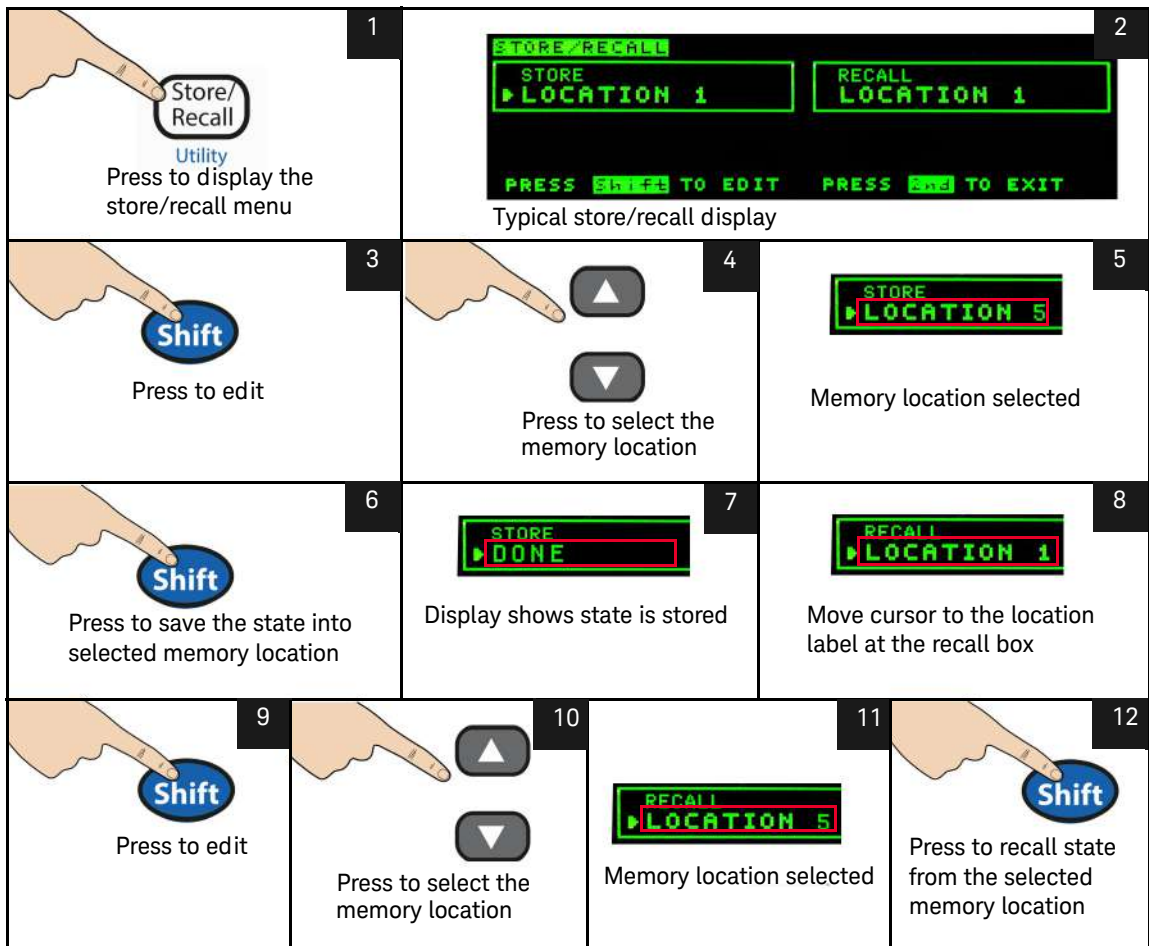 1
Store/
Recall
Utility
Press to display the
store/recall menu
2
STORE/RECALL
STORE
LOCATION 1
RECALL
LOCATION 1
PRESS Shift TO EDIT
PRESS 2nd TO EXIT
Typical store/recall display
3
Shift
Press to edit
4
Press to select the
memory location
5
STORE
LOCATION 5
Memory location selected
6
Shift
Press to save the state into
selected memory location
7
STORE
DONE
Display shows state is stored
8
RECALL
LOCATION 1
Move cursor to the location
label at the recall box
9
Shift
Press to edit
10
Press to select the
memory location
11
RECALL
LOCATION 5
Memory location selected
12
Shift
Press to recall state
from the selected
memory location